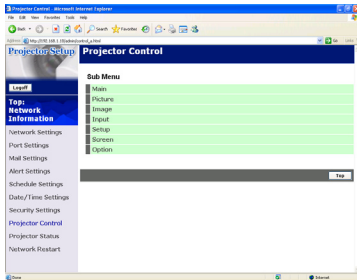 Projector Control - Microsoft Internet Explorer
File Edit View Favorites Tools Help
Back
Search
Favorites
Address
Go
Links
Projector Setup
Projector Control
Logoff
Sub Menu
Main
Picture
Image
Input
Setup
Screen
Option
Top:
Network
Information
Network Settings
Port Settings
Mail Settings
Alert Settings
Schedule Settings
Date/Time Settings
Security Settings
Projector Control
Projector Status
Network Restart
Top
Done
Internet